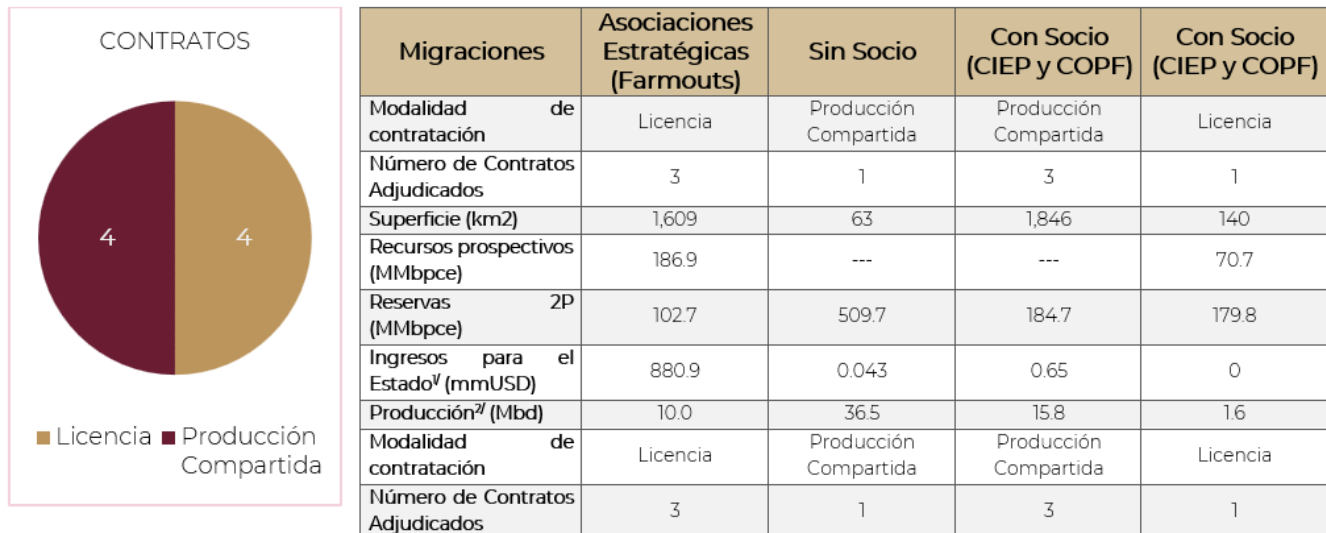 CONTRATOS
4
4
Licencia
Producción
Compartida
Migraciones
Asociaciones
Estratégicas
(Farmouts)
Sin Socio
Con Socio
(CIEP y COPF)
Con Socio
(CIEP y COPF)
Modalidad de
contratación
Licencia
Producción
Compartida
Producción
Compartida
Licencia
Número de Contratos
Adjudicados
3
1
3
1
Superficie (km2)
1,609
63
1,846
140
Recursos prospectivos
(MMbpce)
186.9
---
---
70.7
Reservas 2P
(MMbpce)
102.7
509.7
184.7
179.8
Ingresos para el
Estado1/ (mmUSD)
880.9
0.043
0.65
0
Producción2/ (Mbd)
10.0
36.5
15.8
1.6
Modalidad de
contratación
Licencia
Producción
Compartida
Producción
Compartida
Licencia
Número de Contratos
Adjudicados
3
1
3
1